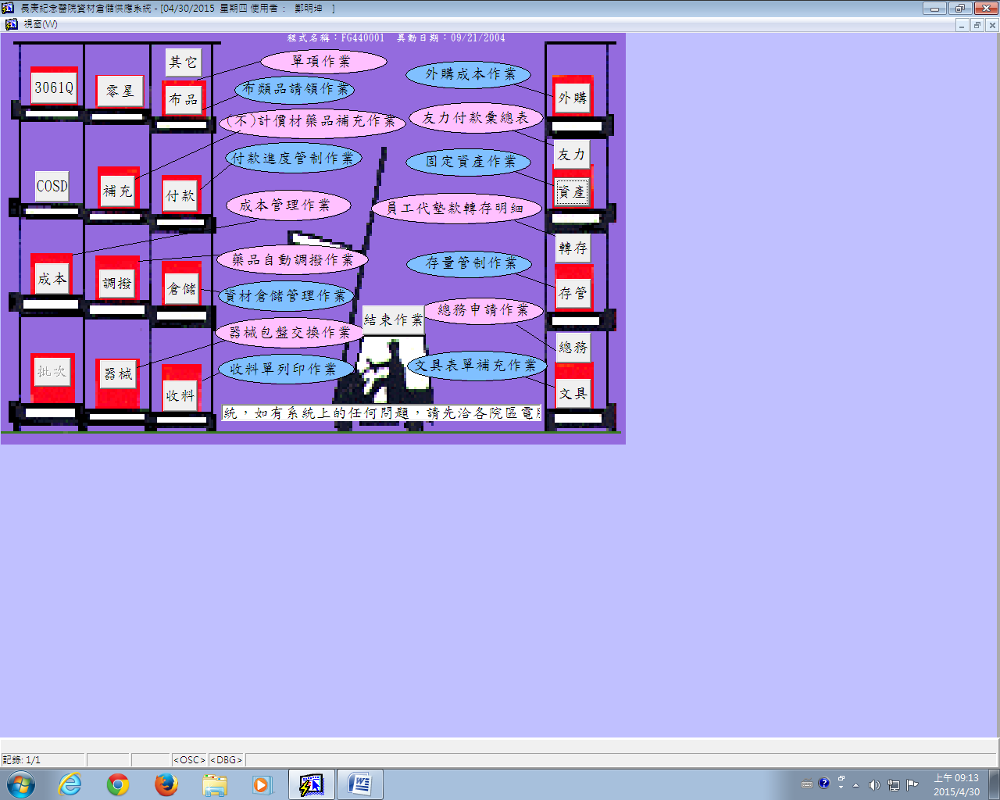 長庚紀念醫院資材倉儲供應系統 - [04/30/2015 星期四 使用者 : 鄭明坤 ]
視窗(W)
程式名稱：FG440001 異動日期：09/21/2004
其它
單項作業
外購成本作業
3061Q
零星
布品
布類品請領作業
外購
(不)計價材藥品補充作業
友力付款彙總表
友力
付款進度管制作業
固定資產作業
COSD
補充
付款
資產
成本管理作業
員工代墊款轉存明細
轉存
藥品自動調撥作業
存量管制作業
成本
調撥
倉儲
資材倉儲管理作業
存管
結束作業
總務申請作業
器械包盤交換作業
總務
批次
器械
收料
收料單列印作業
文具表單補充作業
文具
統，如有系統上的任何問題，請先洽各院區電
記錄: 1/1
<OSC>
<DBG>
上午 09:13
2015/4/30